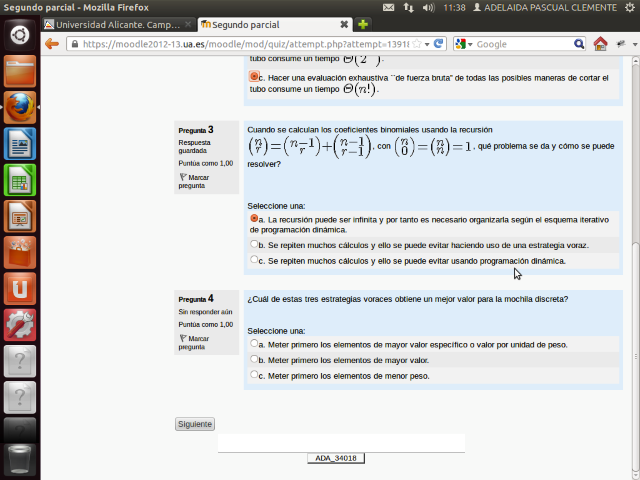 Segundo parcial - Mozilla Firefox
11:38 ADELAIDA PASCUAL CLEMENTE
Universidad Alicante. Camp...
Segundo parcial
https://moodle2012-13.ua.es/moodle/mod/quiz/attempt.php?attempt=13918
Google
tubo consume un tiempo Θ(2 ).
c. Hacer una evaluación exhaustiva ``de fuerza bruta" de todas las posibles maneras de cortar el
tubo consume un tiempo Θ(n!).
Pregunta 3
Respuesta
guardada
Puntúa como 1,00
Marcar
pregunta
Cuando se calculan los coeficientes binomiales usando la recursión
(n r) = (n−1 r) + (n−1 r−1), con (n 0) = (n n) = 1, qué problema se da y cómo se puede
resolver?
Seleccione una:
a. La recursión puede ser infinita y por tanto es necesario organizarla según el esquema iterativo
de programación dinámica.
b. Se repiten muchos cálculos y ello se puede evitar haciendo uso de una estrategia voraz.
c. Se repiten muchos cálculos y ello se puede evitar usando programación dinámica.
Pregunta 4
Sin responder aún
Puntúa como 1,00
Marcar
pregunta
¿Cuál de estas tres estrategias voraces obtiene un mejor valor para la mochila discreta?
Seleccione una:
a. Meter primero los elementos de mayor valor específico o valor por unidad de peso.
b. Meter primero los elementos de mayor valor.
c. Meter primero los elementos de menor peso.
Siguiente
ADA_34018